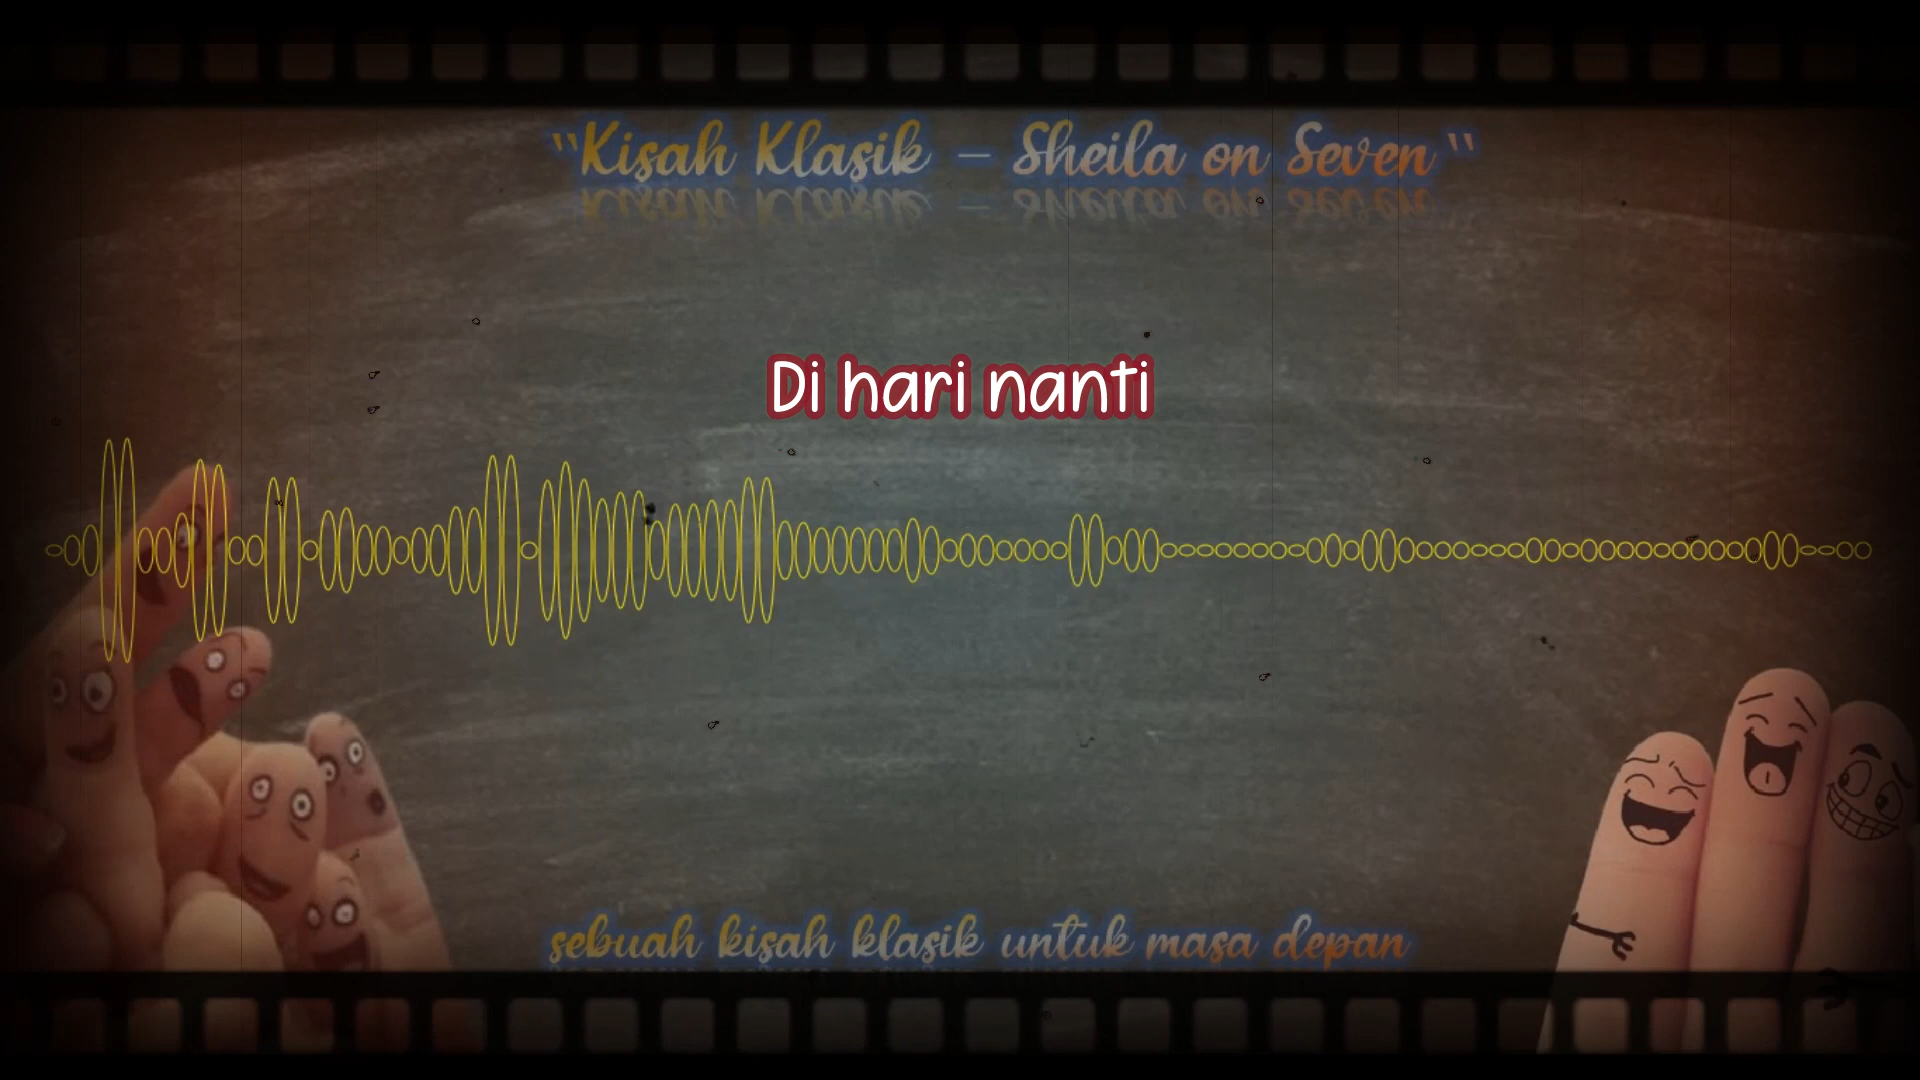 "Kisah Klasik – Sheila on Seven"
Di hari nanti
sebuah kisah klasik untuk masa depan